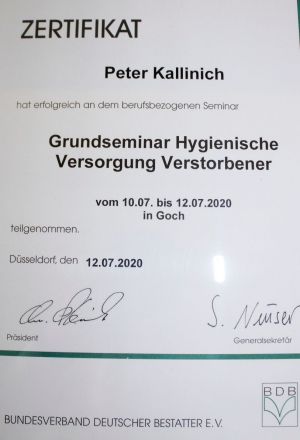 ZERTIFIKAT
Peter Kallinich
hat erfolgreich an dem berufsbezogenen Seminar
Grundseminar Hygienische
Versorgung Verstorbener
vom 10.07. bis 12.07.2020
in Goch
teilgenommen.
Düsseldorf, den 12.07.2020
Präsident
Generalsekretär
BDB
BUNDESVERBAND DEUTSCHER BESTATTER E.V.